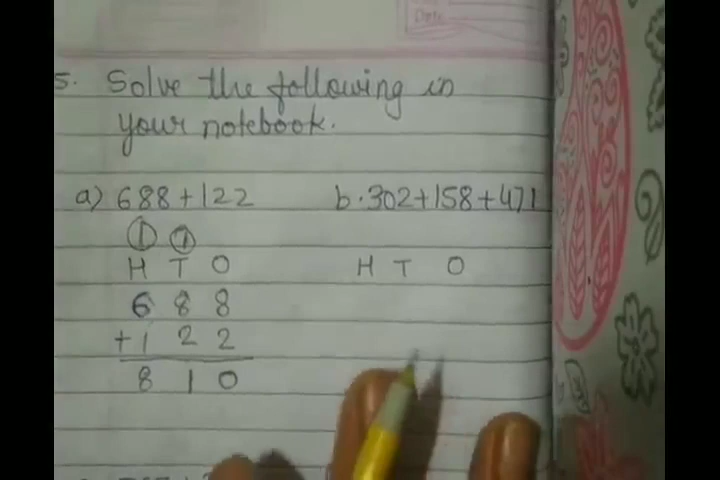 Date
5. Solve the following in
your notebook.
a) 688+122 b. 302+158+471
1 1
H T O H T O
6 8 8
+ 1 2 2
8 1 0